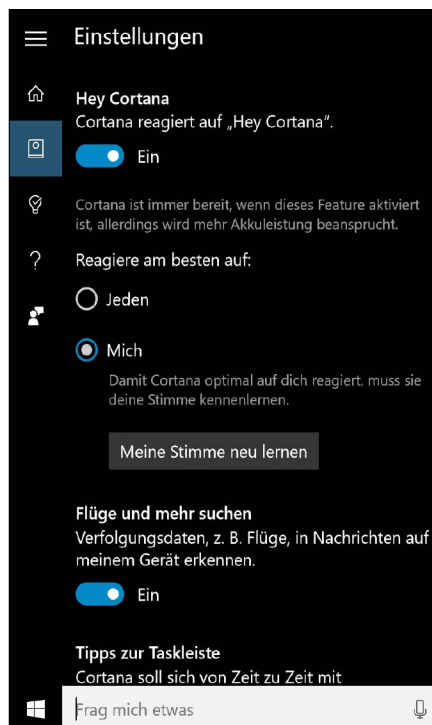 Einstellungen
Hey Cortana
Cortana reagiert auf „Hey Cortana“.
Ein
Cortana ist immer bereit, wenn dieses Feature aktiviert
ist, allerdings wird mehr Akkuleistung beansprucht.
Reagiere am besten auf:
Jeden
Mich
Damit Cortana optimal auf dich reagiert, muss sie
deine Stimme kennenlernen.
Meine Stimme neu lernen
Flüge und mehr suchen
Verfolgungsdaten, z. B. Flüge, in Nachrichten auf
meinem Gerät erkennen.
Ein
Tipps zur Taskleiste
Cortana soll sich von Zeit zu Zeit mit
Frag mich etwas